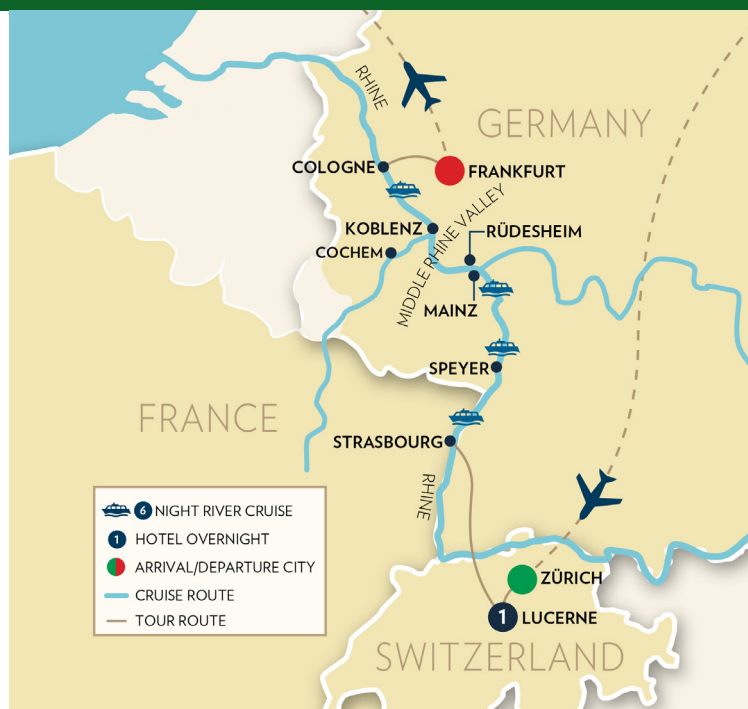 RHINE
GERMANY
COLOGNE
FRANKFURT
MIDDLE RHINE VALLEY
KOBLENZ
RÜDESHEIM
COCHEM
MAINZ
SPEYER
FRANCE
STRASBOURG
RHINE
6 NIGHT RIVER CRUISE
1 HOTEL OVERNIGHT
ARRIVAL/DEPARTURE CITY
CRUISE ROUTE
TOUR ROUTE
ZÜRICH
1 LUCERNE
SWITZERLAND